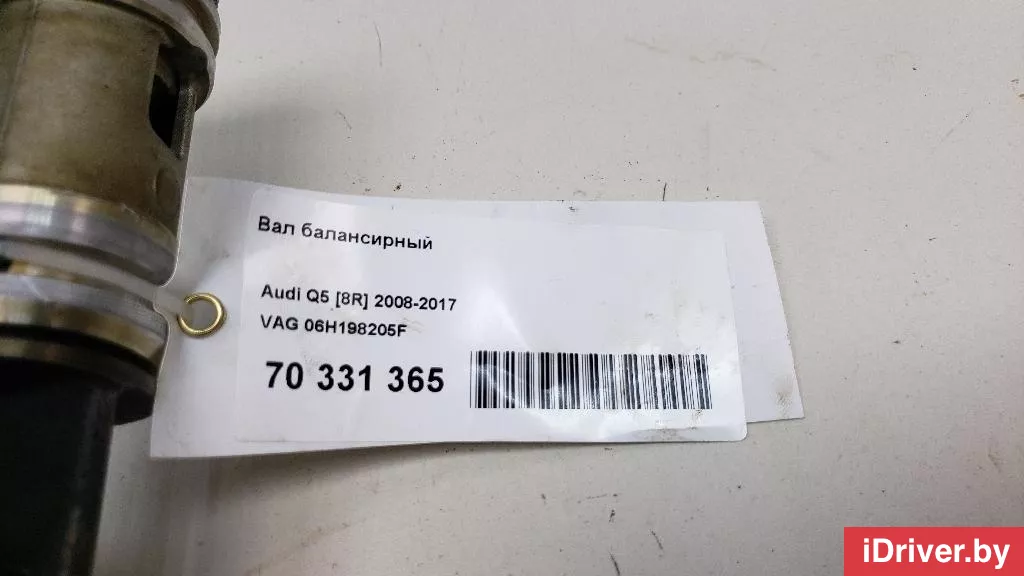 Вал балансирный
Audi Q5 [8R] 2008-2017
VAG 06H198205F
70 331 365
iDriver.by